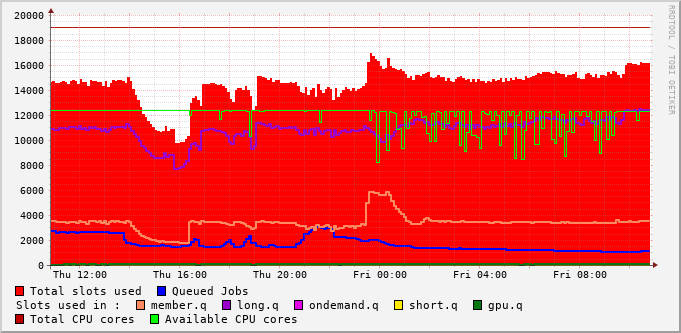 20000
18000
16000
14000
12000
10000
8000
6000
4000
2000
0
Thu 12:00 Thu 16:00 Thu 20:00 Fri 00:00 Fri 04:00 Fri 08:00
RRDTOOL / TOBI OETIKER
Total slots used Queued Jobs
Slots used in : member.q long.q ondemand.q short.q gpu.q
Total CPU cores Available CPU cores